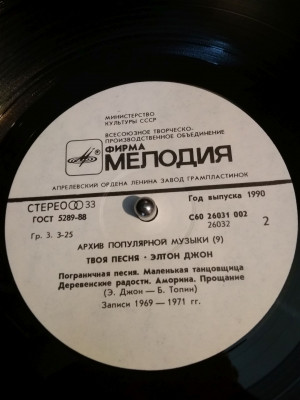 МИНИСТЕРСТВО
КУЛЬТУРЫ СССР
ВСЕСОЮЗНОЕ ТВОРЧЕСКО-
ПРОИЗВОДСТВЕННОЕ ОБЪЕДИНЕНИЕ
ФИРМА
МЕЛОДИЯ
АПРЕЛЕВСКИЙ ОРДЕНА ЛЕНИНА ЗАВОД ГРАМПЛАСТИНОК
СТЕРЕО 33
ГОСТ 5289-88
Гр. 3. 3-25
Год выпуска 1990
С60 26031 002
26032
2
АРХИВ ПОПУЛЯРНОЙ МУЗЫКИ (9)
ТВОЯ ПЕСНЯ · ЭЛТОН ДЖОН
Пограничная песня. Маленькая танцовщица
Деревенские радости. Аморина. Прощание
(Э. Джон — Б. Топин)
Записи 1969 — 1971 гг.